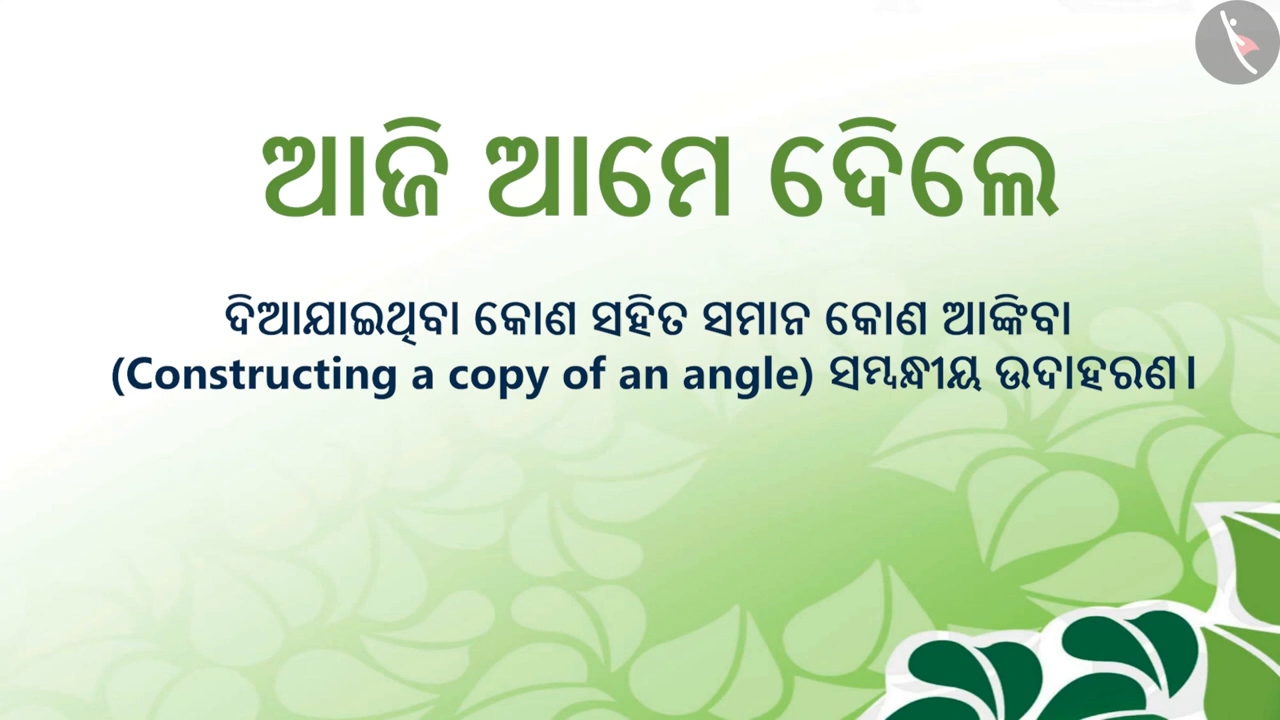 ଆଜି ଆମେ ଦେିଲେ
ଦିଆଯାଇଥିବା କୋଣ ସହିତ ସମାନ କୋଣ ଆଙ୍କିବା
(Constructing a copy of an angle) ସମ୍ବନ୍ଧୀୟ ଉଦାହରଣ।